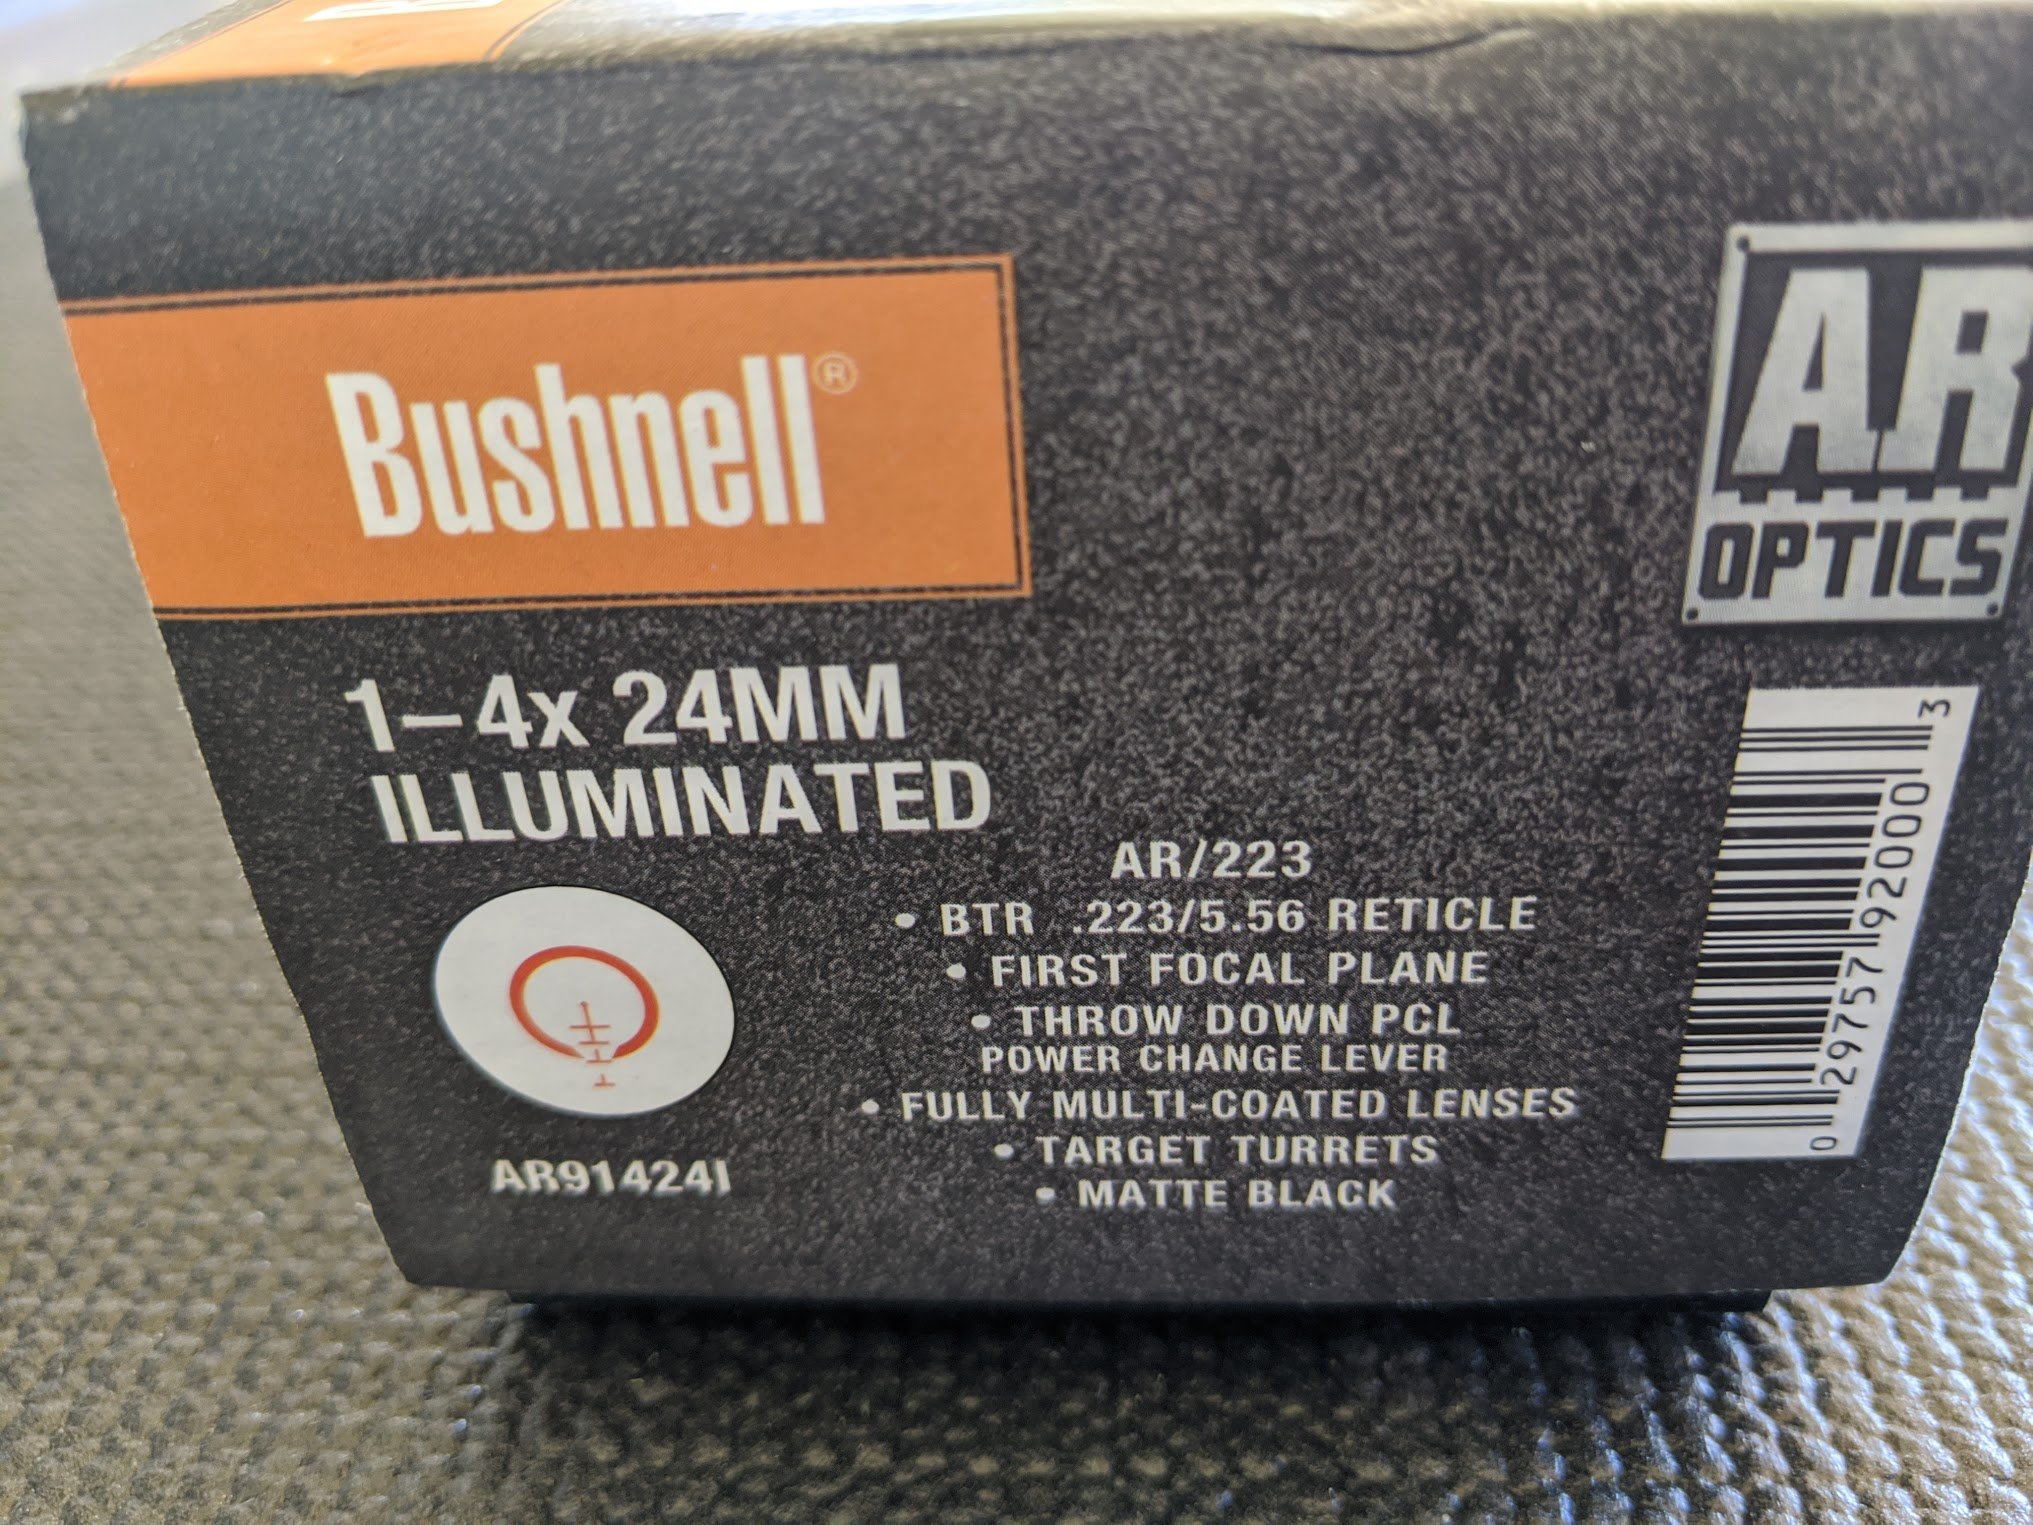 Bushnell®
AR
OPTICS
1–4x 24MM
ILLUMINATED
AR/223
• BTR .223/5.56 RETICLE
• FIRST FOCAL PLANE
• THROW DOWN PCL
POWER CHANGE LEVER
• FULLY MULTI-COATED LENSES
• TARGET TURRETS
• MATTE BLACK
AR91424I
0 29757 92000 3